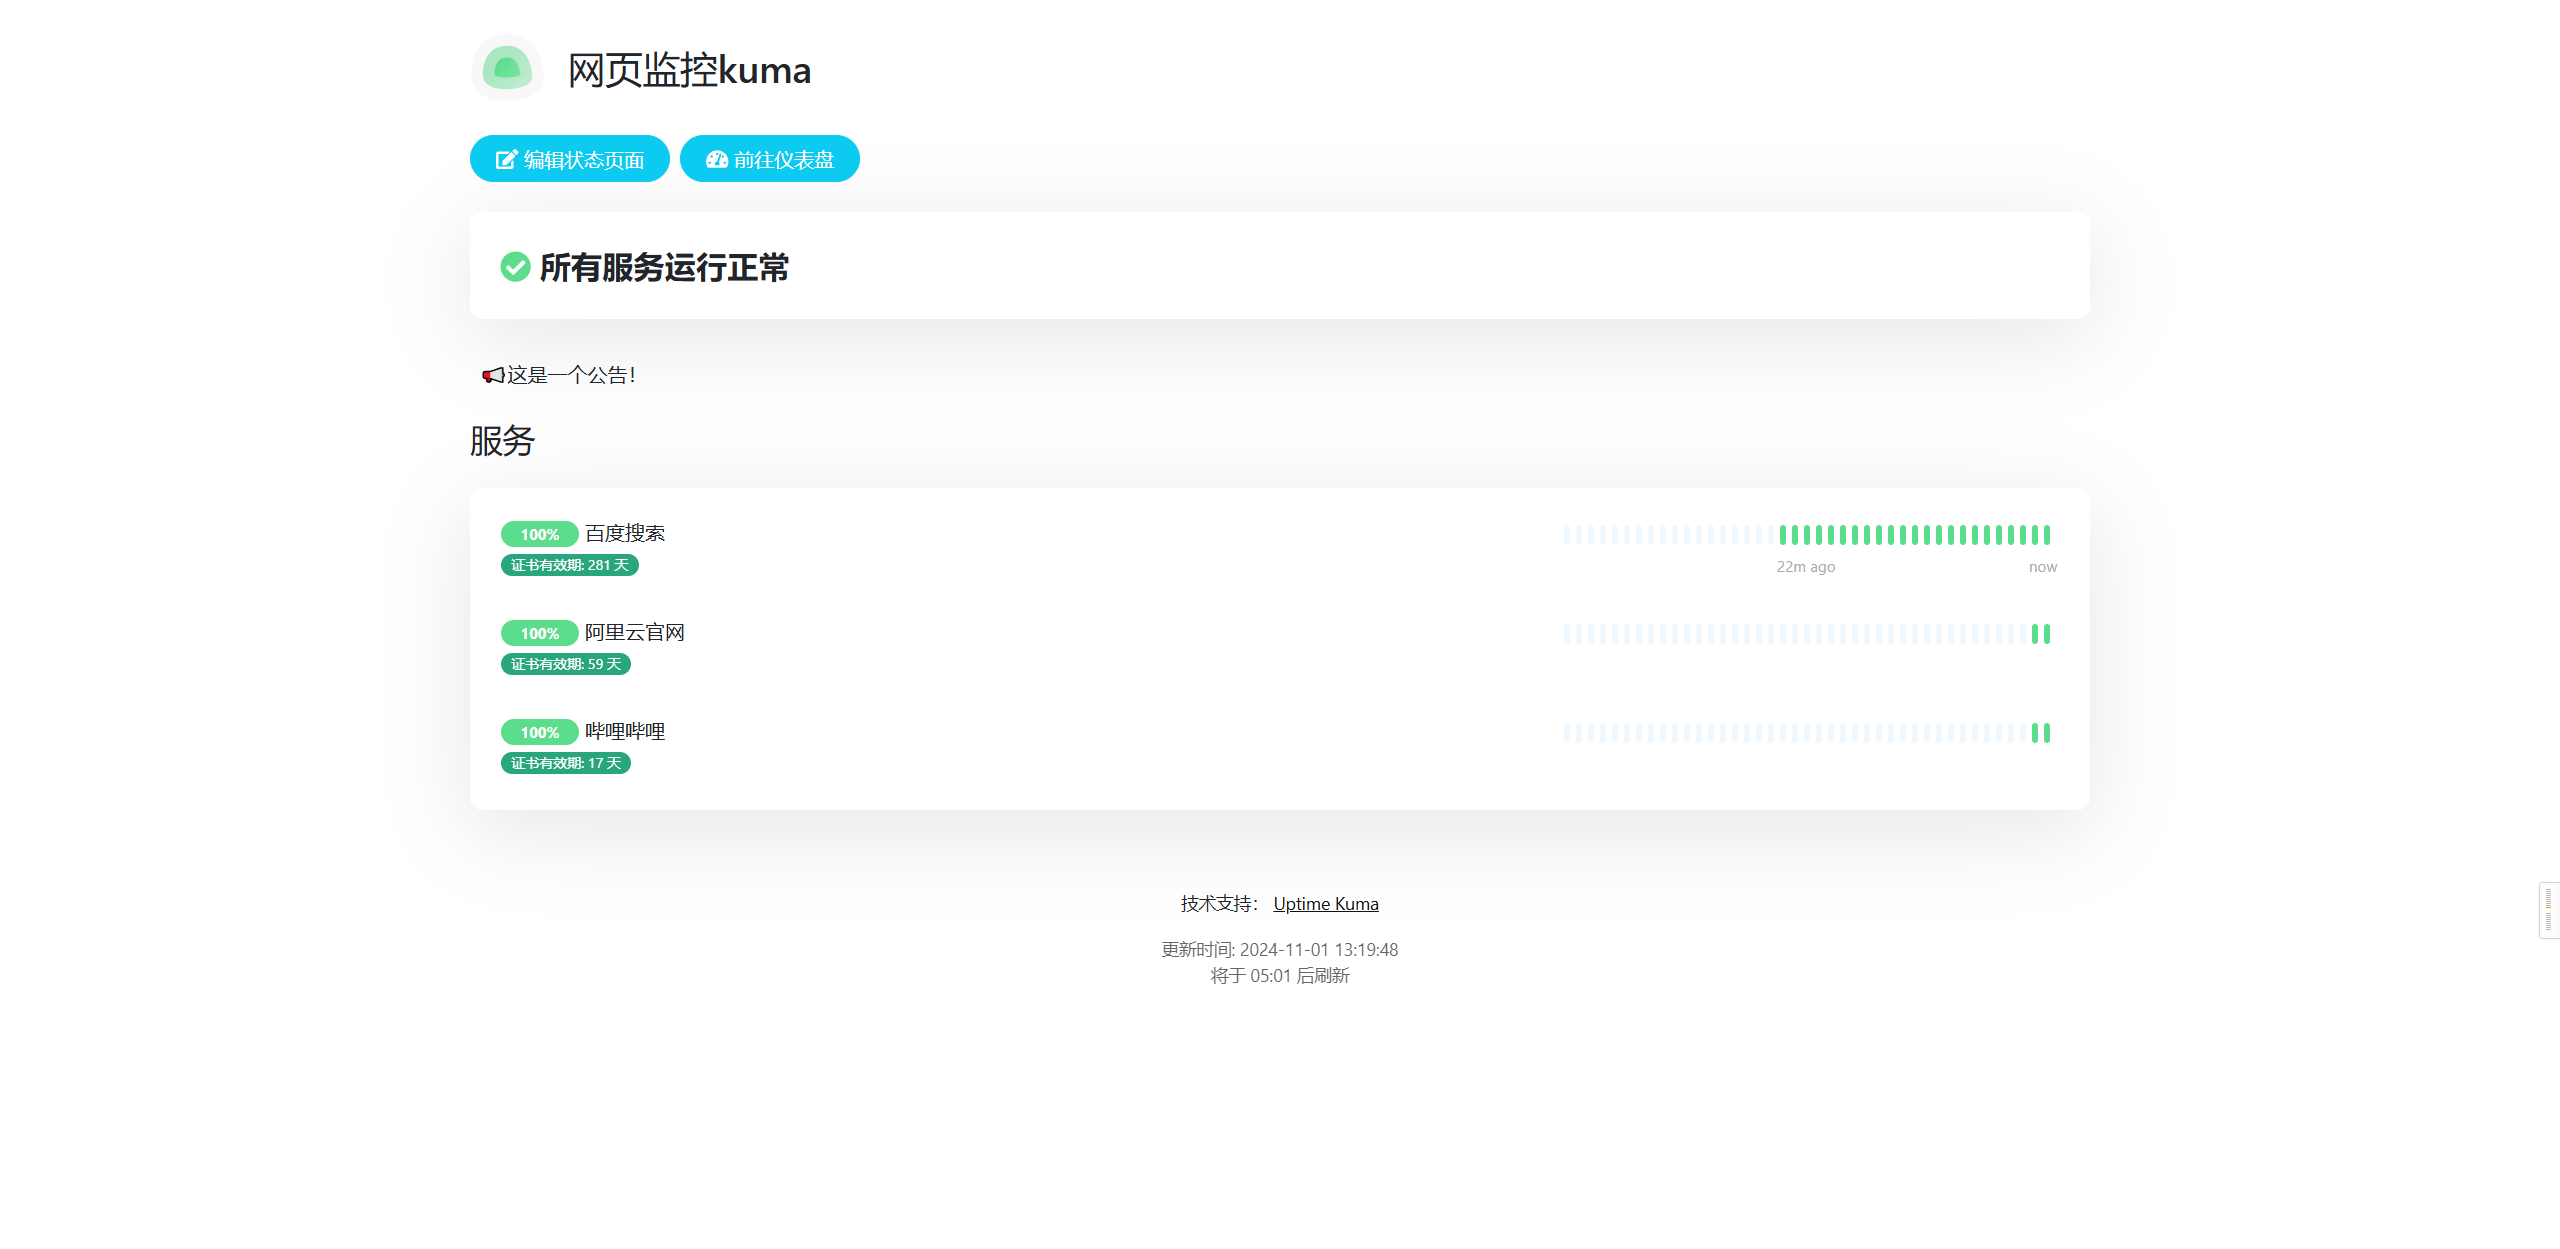 网页监控kuma
编辑状态页面 前往仪表盘
所有服务运行正常
📢这是一个公告!
服务
100% 百度搜索
证书有效期: 281 天
22m ago now
100% 阿里云官网
证书有效期: 59 天
100% 哔哩哔哩
证书有效期: 17 天
技术支持: Uptime Kuma
更新时间: 2024-11-01 13:19:48
将于 05:01 后刷新